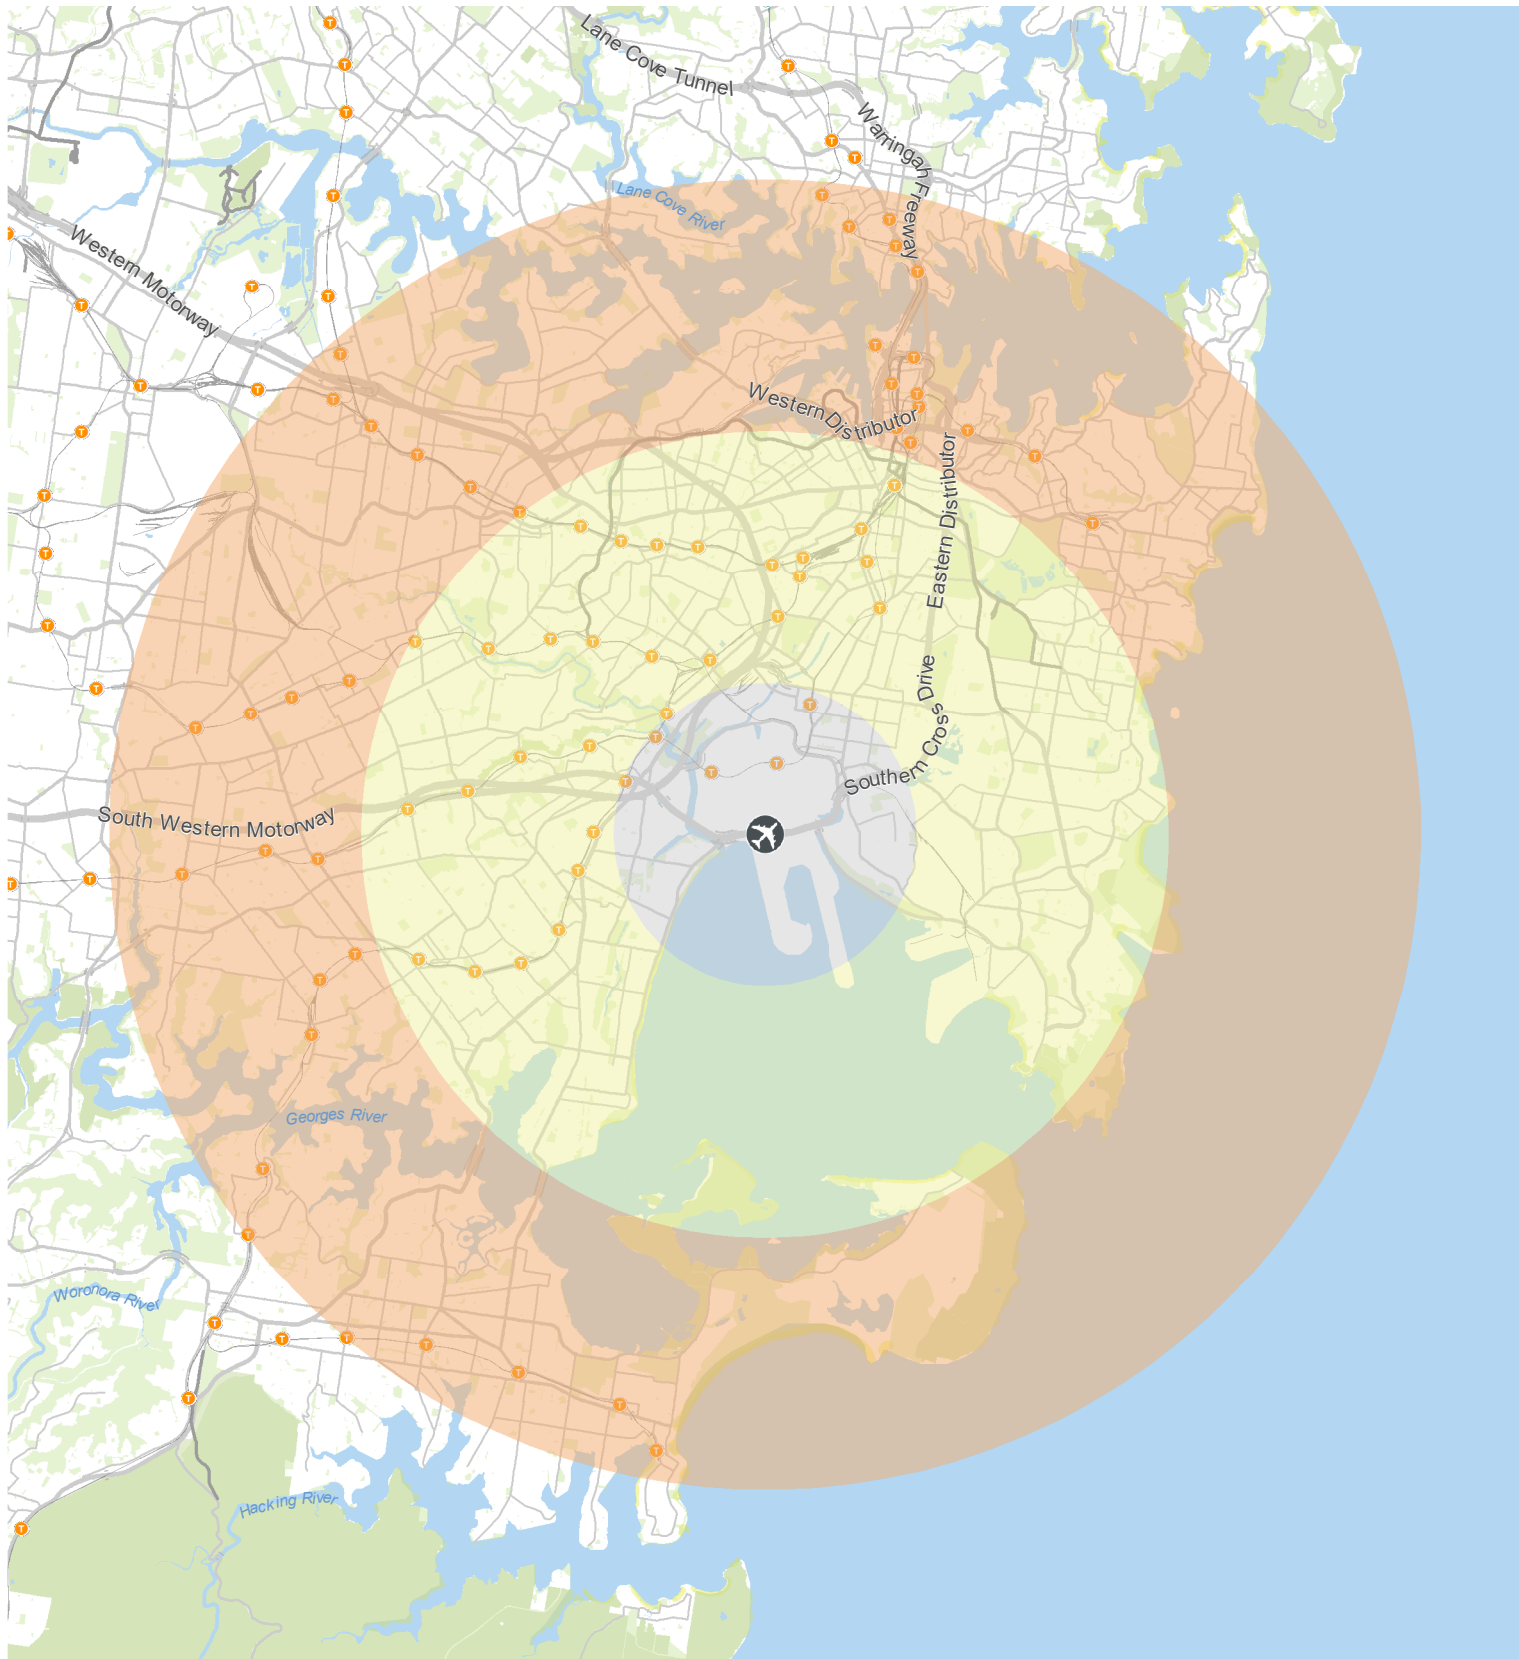 Lane Cove Tunnel
Warringah Freeway
Lane Cove River
Western Motorway
Western Distributor
Eastern Distributor
Southern Cross Drive
South Western Motorway
Georges River
Woronora River
Hacking River